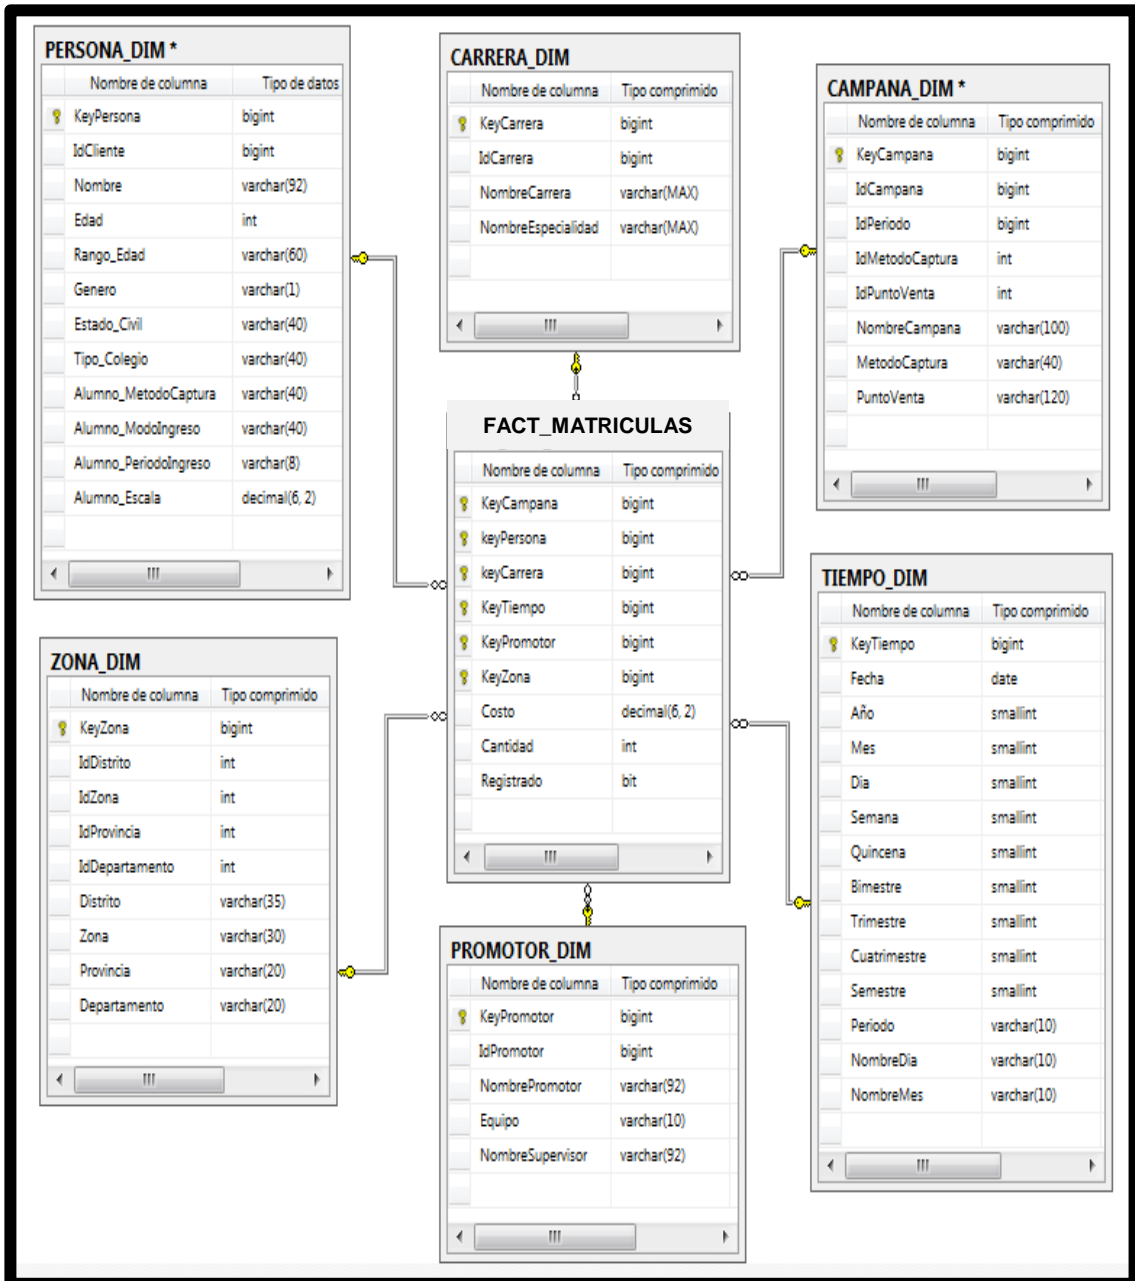 PERSONA_DIM *
Nombre de columna Tipo de datos
KeyPersona bigint
IdCliente bigint
Nombre varchar(92)
Edad int
Rango_Edad varchar(60)
Genero varchar(1)
Estado_Civil varchar(40)
Tipo_Colegio varchar(40)
Alumno_MetodoCaptura varchar(40)
Alumno_ModoIngreso varchar(40)
Alumno_PeriodoIngreso varchar(8)
Alumno_Escala decimal(6, 2)
CARRERA_DIM
Nombre de columna Tipo comprimido
KeyCarrera bigint
IdCarrera bigint
NombreCarrera varchar(MAX)
NombreEspecialidad varchar(MAX)
CAMPANA_DIM *
Nombre de columna Tipo comprimido
KeyCampana bigint
IdCampana bigint
IdPeriodo bigint
IdMetodoCaptura int
IdPuntoVenta int
NombreCampana varchar(100)
MetodoCaptura varchar(40)
PuntoVenta varchar(120)
FACT_MATRICULAS
Nombre de columna Tipo comprimido
KeyCampana bigint
keyPersona bigint
keyCarrera bigint
KeyTiempo bigint
KeyPromotor bigint
KeyZona bigint
Costo decimal(6, 2)
Cantidad int
Registrado bit
ZONA_DIM
Nombre de columna Tipo comprimido
KeyZona bigint
IdDistrito int
IdZona int
IdProvincia int
IdDepartamento int
Distrito varchar(35)
Zona varchar(30)
Provincia varchar(20)
Departamento varchar(20)
TIEMPO_DIM
Nombre de columna Tipo comprimido
KeyTiempo bigint
Fecha date
Año smallint
Mes smallint
Dia smallint
Semana smallint
Quincena smallint
Bimestre smallint
Trimestre smallint
Cuatrimestre smallint
Semestre smallint
Periodo varchar(10)
NombreDia varchar(10)
NombreMes varchar(10)
PROMOTOR_DIM
Nombre de columna Tipo comprimido
KeyPromotor bigint
IdPromotor bigint
NombrePromotor varchar(92)
Equipo varchar(10)
NombreSupervisor varchar(92)